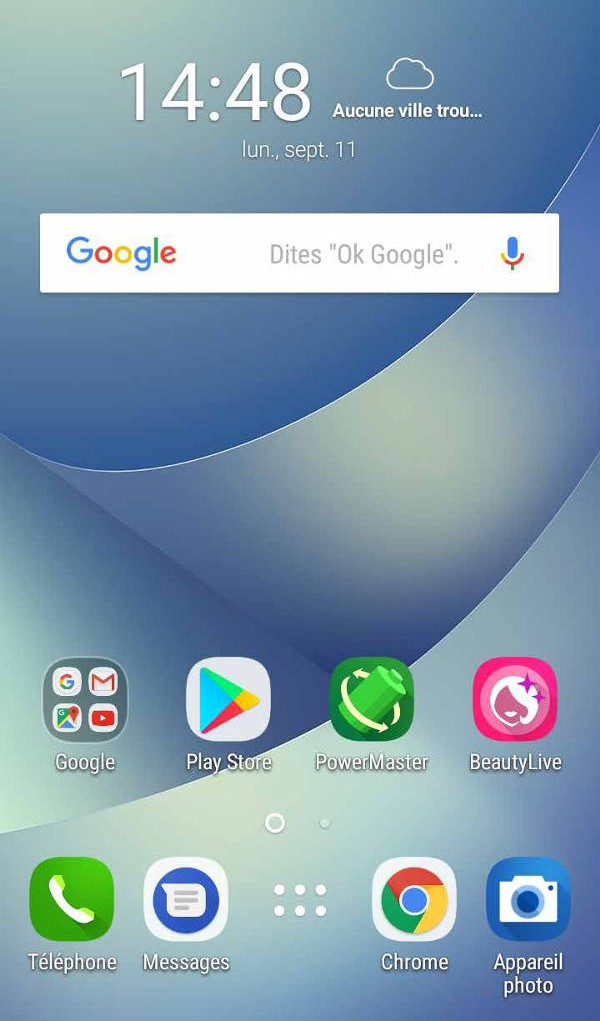 14:48
Aucune ville trou...
lun., sept. 11
Google
Dites "Ok Google".
Google
Play Store
PowerMaster
BeautyLive
Téléphone
Messages
Chrome
Appareil
photo